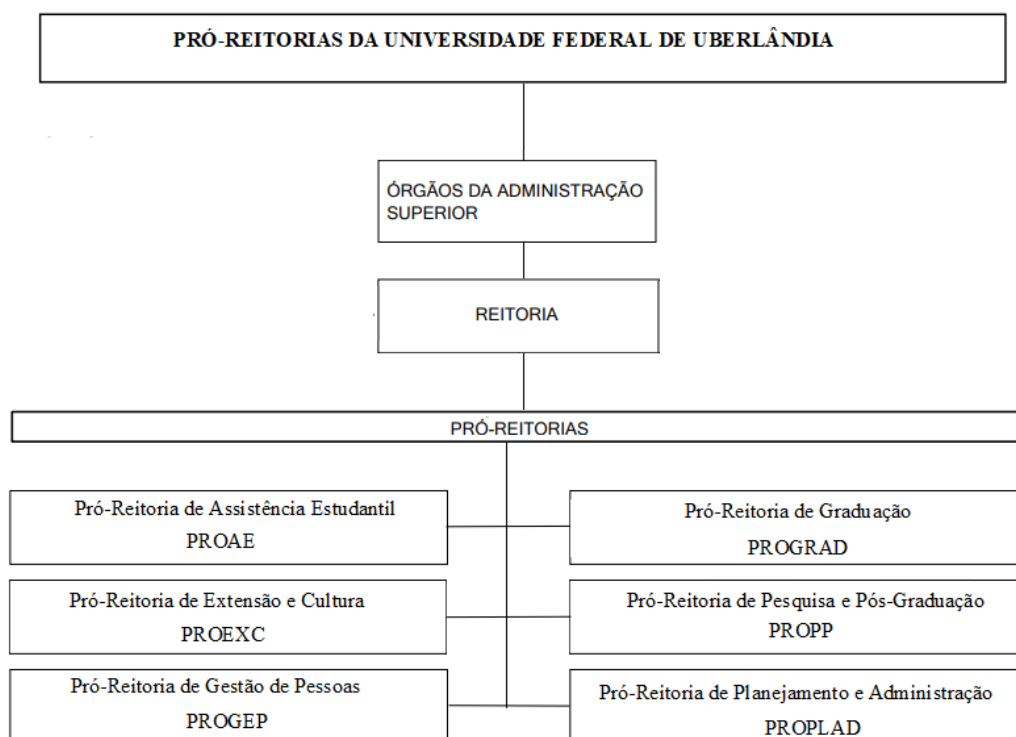 PRÓ-REITORIAS DA UNIVERSIDADE FEDERAL DE UBERLÂNDIA
ÓRGÃOS DA ADMINISTRAÇÃO
SUPERIOR
REITORIA
PRÓ-REITORIAS
Pró-Reitoria de Assistência Estudantil
PROAE
Pró-Reitoria de Graduação
PROGRAD
Pró-Reitoria de Extensão e Cultura
PROEXC
Pró-Reitoria de Pesquisa e Pós-Graduação
PROPP
Pró-Reitoria de Gestão de Pessoas
PROGEP
Pró-Reitoria de Planejamento e Administração
PROPLAD